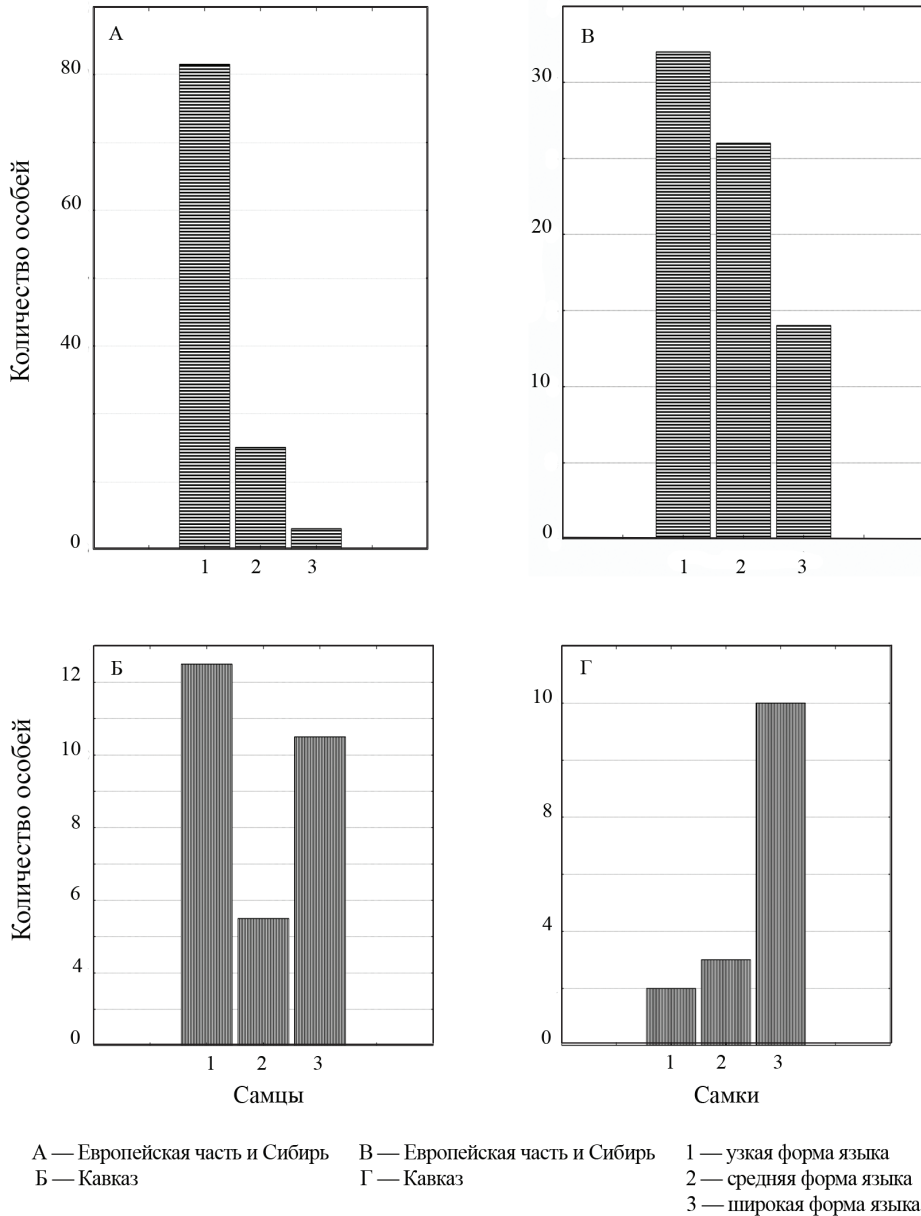 А
80
60
40
20
0
1 2 3
Количество особей
В
30
20
10
0
1 2 3
Б
12
10
8
6
4
2
0
1 2 3
Количество особей
Самцы
Г
10
8
4
0
1 2 3
Самки
А — Европейская часть и Сибирь
Б — Кавказ
В — Европейская часть и Сибирь
Г — Кавказ
1 — узкая форма языка
2 — средняя форма языка
3 — широкая форма языка